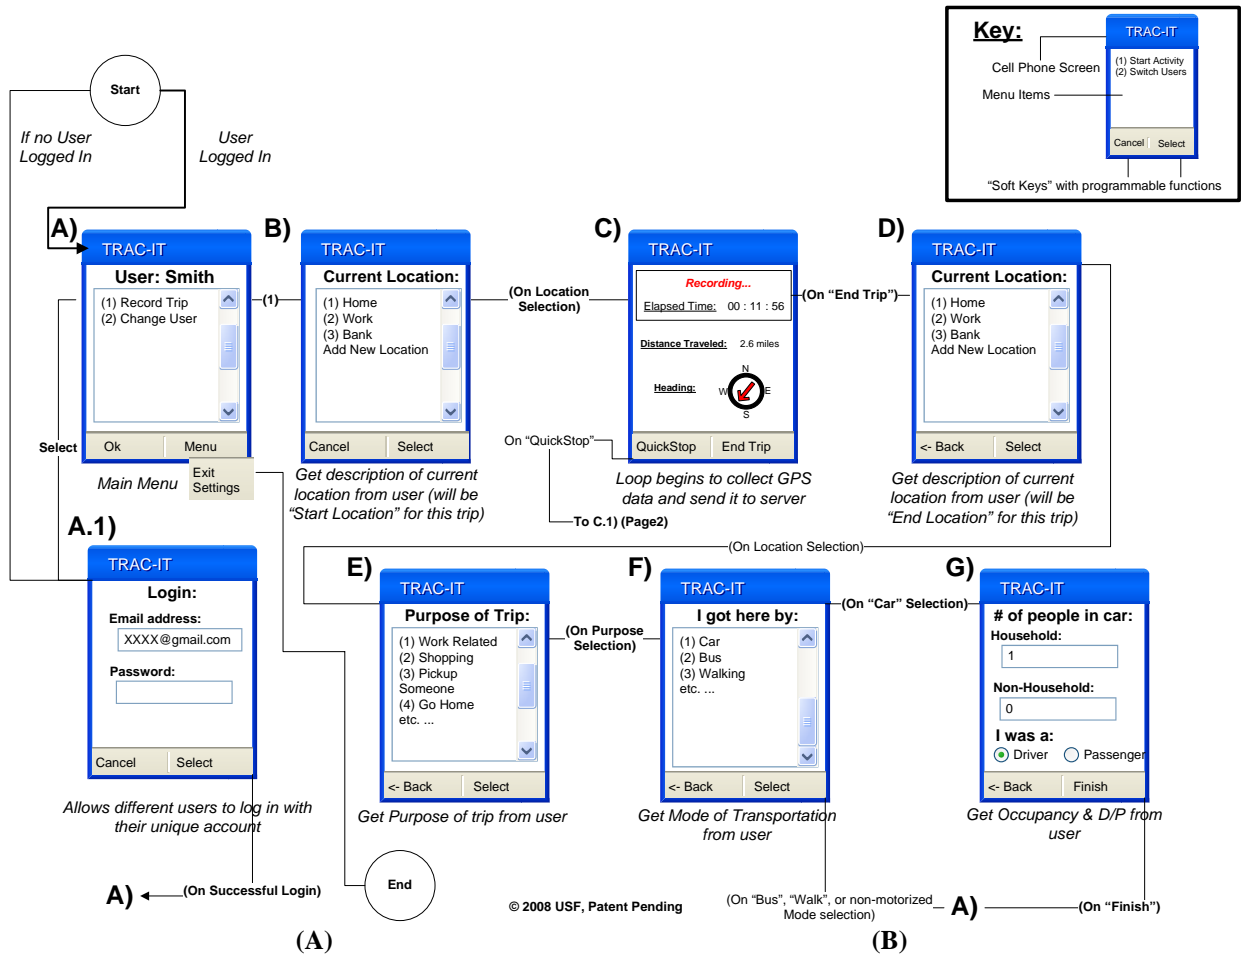 Key:
TRAC-IT
Cell Phone Screen
(1) Start Activity
(2) Switch Users
Menu Items
Cancel
Select
"Soft Keys" with programmable functions
Start
If no User
Logged In
User
Logged In
A)
TRAC-IT
User: Smith
(1) Record Trip
(2) Change User
Ok
Menu
Exit
Settings
Main Menu
Select
(1)
B)
TRAC-IT
Current Location:
(1) Home
(2) Work
(3) Bank
Add New Location
Cancel
Select
Get description of current
location from user (will be
"Start Location" for this trip)
(On Location
Selection)
C)
TRAC-IT
Recording...
Elapsed Time: 00 : 11 : 56
Distance Traveled: 2.6 miles
Heading:
N
W
E
S
QuickStop
End Trip
Loop begins to collect GPS
data and send it to server
On "QuickStop"
To C.1) (Page2)
(On "End Trip")
D)
TRAC-IT
Current Location:
(1) Home
(2) Work
(3) Bank
Add New Location
<- Back
Select
Get description of current
location from user (will be
"End Location" for this trip)
(On Location Selection)
A.1)
TRAC-IT
Login:
Email address:
XXXX@gmail.com
Password:
Cancel
Select
Allows different users to log in with
their unique account
A)
(On Successful Login)
E)
TRAC-IT
Purpose of Trip:
(1) Work Related
(2) Shopping
(3) Pickup
Someone
(4) Go Home
etc. ...
<- Back
Select
Get Purpose of trip from user
(On Purpose
Selection)
F)
TRAC-IT
I got here by:
(1) Car
(2) Bus
(3) Walking
etc. ...
<- Back
Select
Get Mode of Transportation
from user
(On "Car" Selection)
G)
TRAC-IT
# of people in car:
Household:
1
Non-Household:
0
I was a:
Driver
Passenger
<- Back
Finish
Get Occupancy & D/P from
user
End
© 2008 USF, Patent Pending
(On "Bus", "Walk", or non-motorized
Mode selection)
A)
(On "Finish")
(A)
(B)